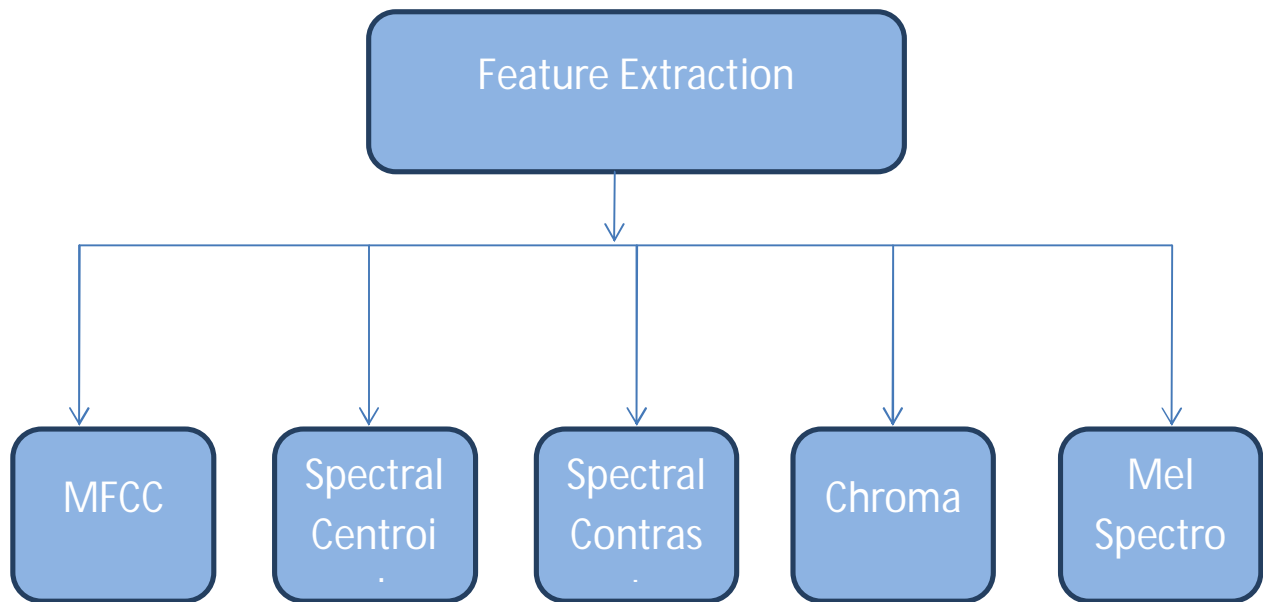 Feature Extraction
MFCC
Spectral
Centroi
Spectral
Contras
Chroma
Mel
Spectro